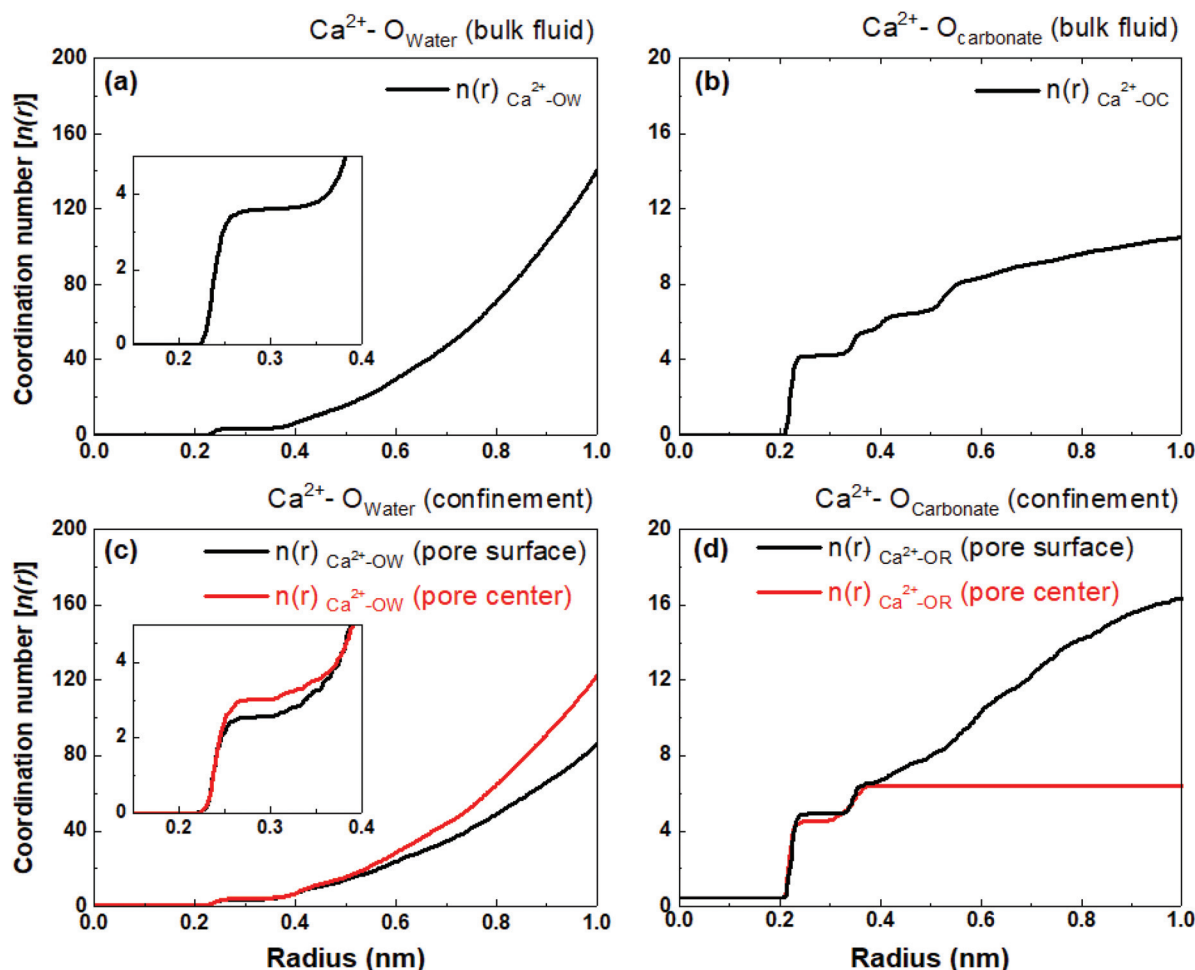 Ca²⁺- O_Water (bulk fluid)
(a)
n(r) Ca²⁺-OW
Coordination number [n(r)]
200
160
120
80
40
0
4
2
0
0.2 0.3 0.4
0.0 0.2 0.4 0.6 0.8 1.0
Ca²⁺- O_carbonate (bulk fluid)
(b)
n(r) Ca²⁺-OC
20
16
12
8
4
0
0.0 0.2 0.4 0.6 0.8 1.0
Ca²⁺- O_Water (confinement)
(c)
n(r) Ca²⁺-OW (pore surface)
n(r) Ca²⁺-OW (pore center)
Coordination number [n(r)]
200
160
120
80
40
0
4
2
0
0.2 0.3 0.4
0.0 0.2 0.4 0.6 0.8 1.0
Radius (nm)
Ca²⁺- O_Carbonate (confinement)
(d)
n(r) Ca²⁺-OR (pore surface)
n(r) Ca²⁺-OR (pore center)
20
16
12
8
4
0
0.0 0.2 0.4 0.6 0.8 1.0
Radius (nm)